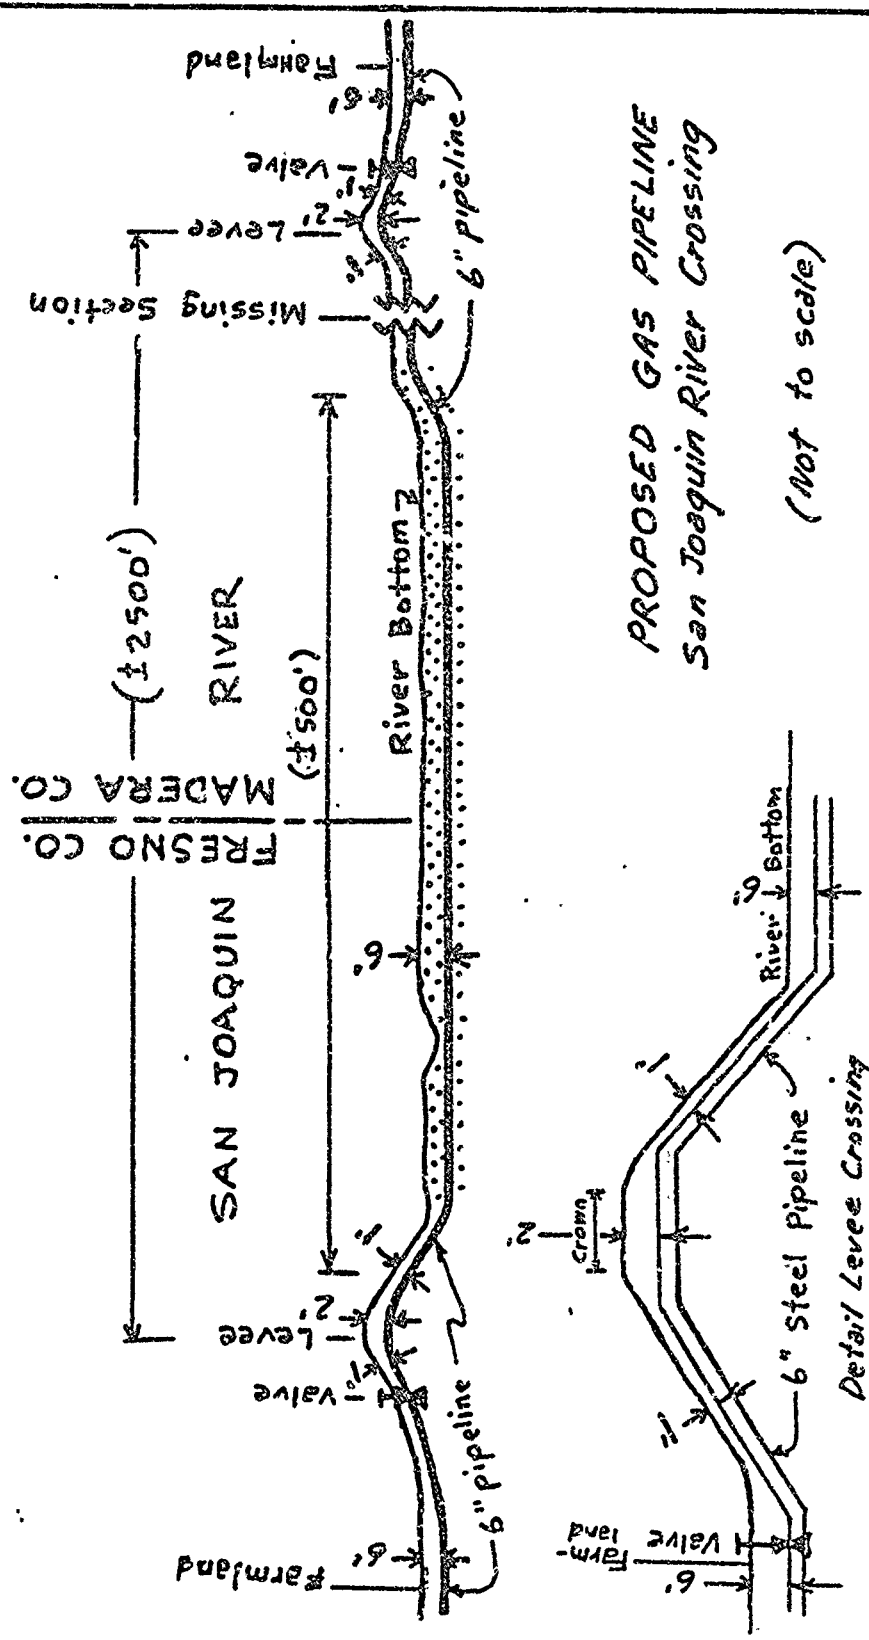 (±2500')
FRESNO CO.
MADERA CO.
SAN JOAQUIN RIVER
(±500')
Farmland
6'
Valve
1'
Levee
2'
1'
6'
River Bottom
Missing Section
Levee
2'
1'
Valve
6'
Farmland
6" pipeline
6" pipeline
6" pipeline
Farm-
land
6'
Valve
1'
2'
Crown
1'
River Bottom
6'
6" Steel Pipeline
Detail Levee Crossing
PROPOSED GAS PIPELINE
San Joaquin River Crossing
(Not to scale)